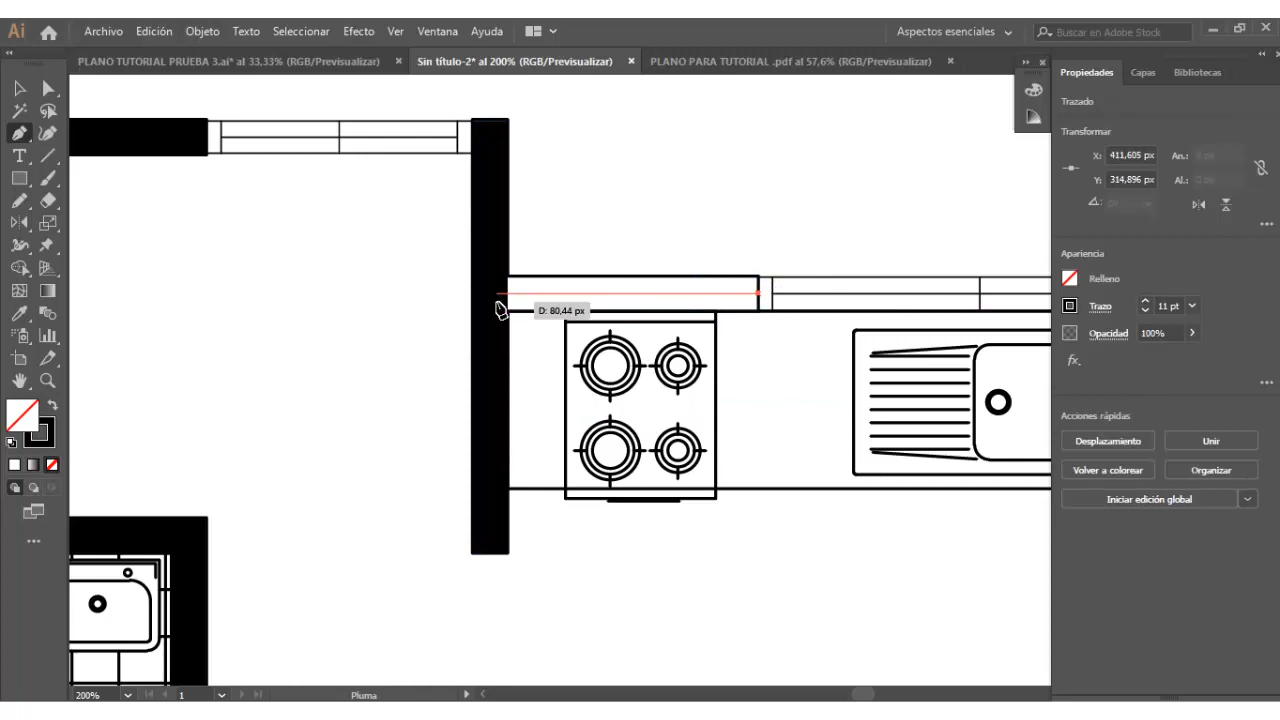 Ai Archivo Edición Objeto Texto Seleccionar Efecto Ver Ventana Ayuda Aspectos esenciales Buscar en Adobe Stock
PLANO TUTORIAL PRUEBA 3.ai* al 33,33% (RGB/Previsualizar) Sin título-2* al 200% (RGB/Previsualizar) PLANO PARA TUTORIAL .pdf al 57,6% (RGB/Previsualizar)
Propiedades Capas Bibliotecas
Trazado
Transformar
X: 411,605 px An.:
Y: 314,896 px Al.:
Apariencia
Relleno
Trazo 11 pt
Opacidad 100%
fx.
Acciones rápidas
Desplazamiento Unir
Volver a colorear Organizar
Iniciar edición global
D: 80,44 px
200% 1 Pluma